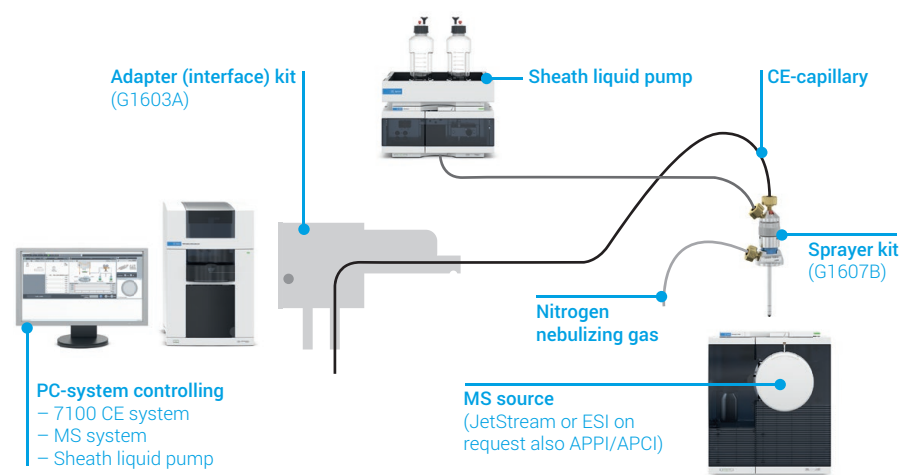 Adapter (interface) kit
(G1603A)
Sheath liquid pump
CE-capillary
Sprayer kit
(G1607B)
Nitrogen
nebulizing gas
PC-system controlling
– 7100 CE system
– MS system
– Sheath liquid pump
MS source
(JetStream or ESI on
request also APPI/APCI)